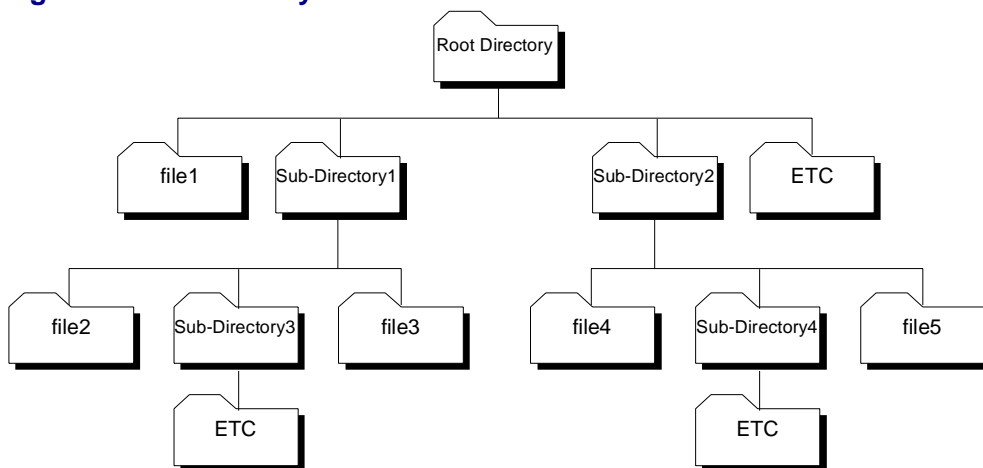 Root Directory
file1
Sub-Directory1
Sub-Directory2
ETC
file2
Sub-Directory3
file3
file4
Sub-Directory4
file5
ETC
ETC